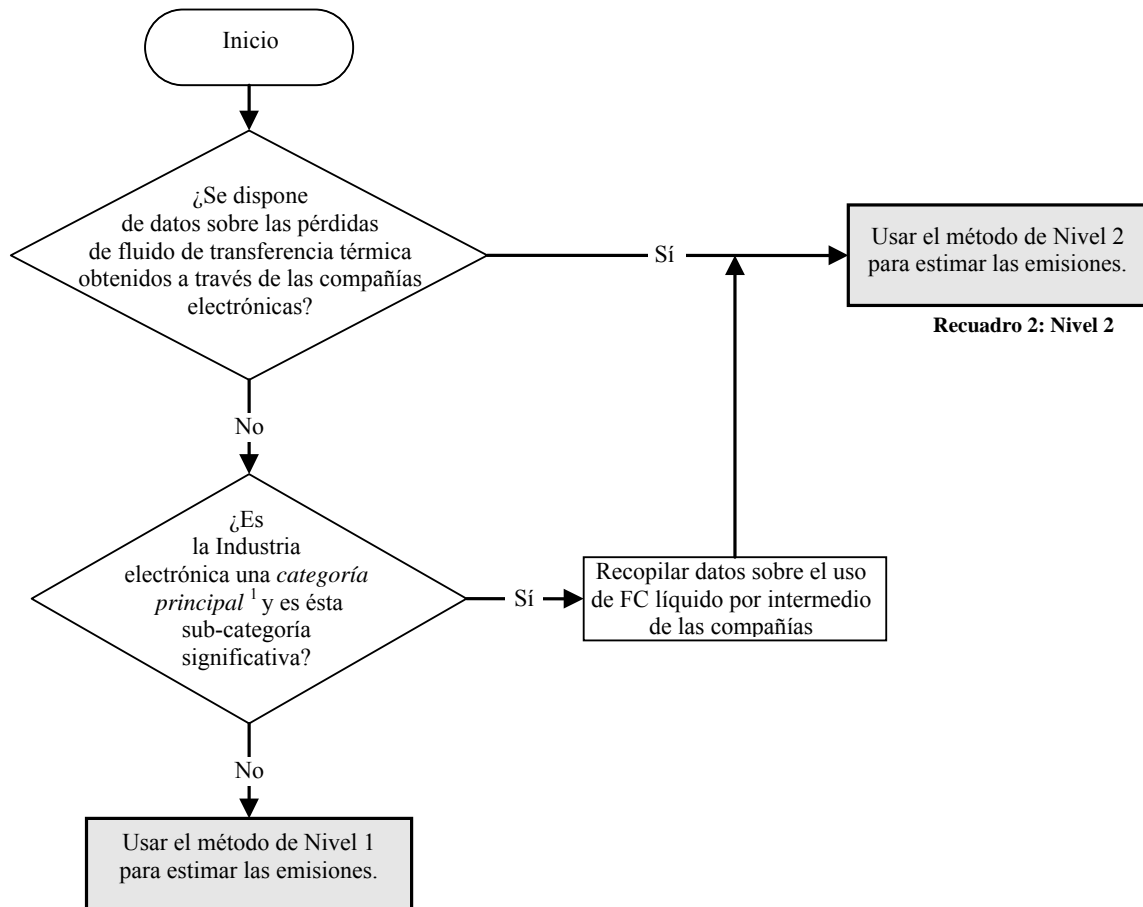 Inicio
¿Se dispone
de datos sobre las pérdidas
de fluido de transferencia térmica
obtenidos a través de las compañías
electrónicas?
Sí
Usar el método de Nivel 2
para estimar las emisiones.
Recuadro 2: Nivel 2
No
¿Es
la Industria
electrónica una categoría
principal 1 y es ésta
sub-categoría
significativa?
Sí
Recopilar datos sobre el uso
de FC líquido por intermedio
de las compañías
No
Usar el método de Nivel 1
para estimar las emisiones.